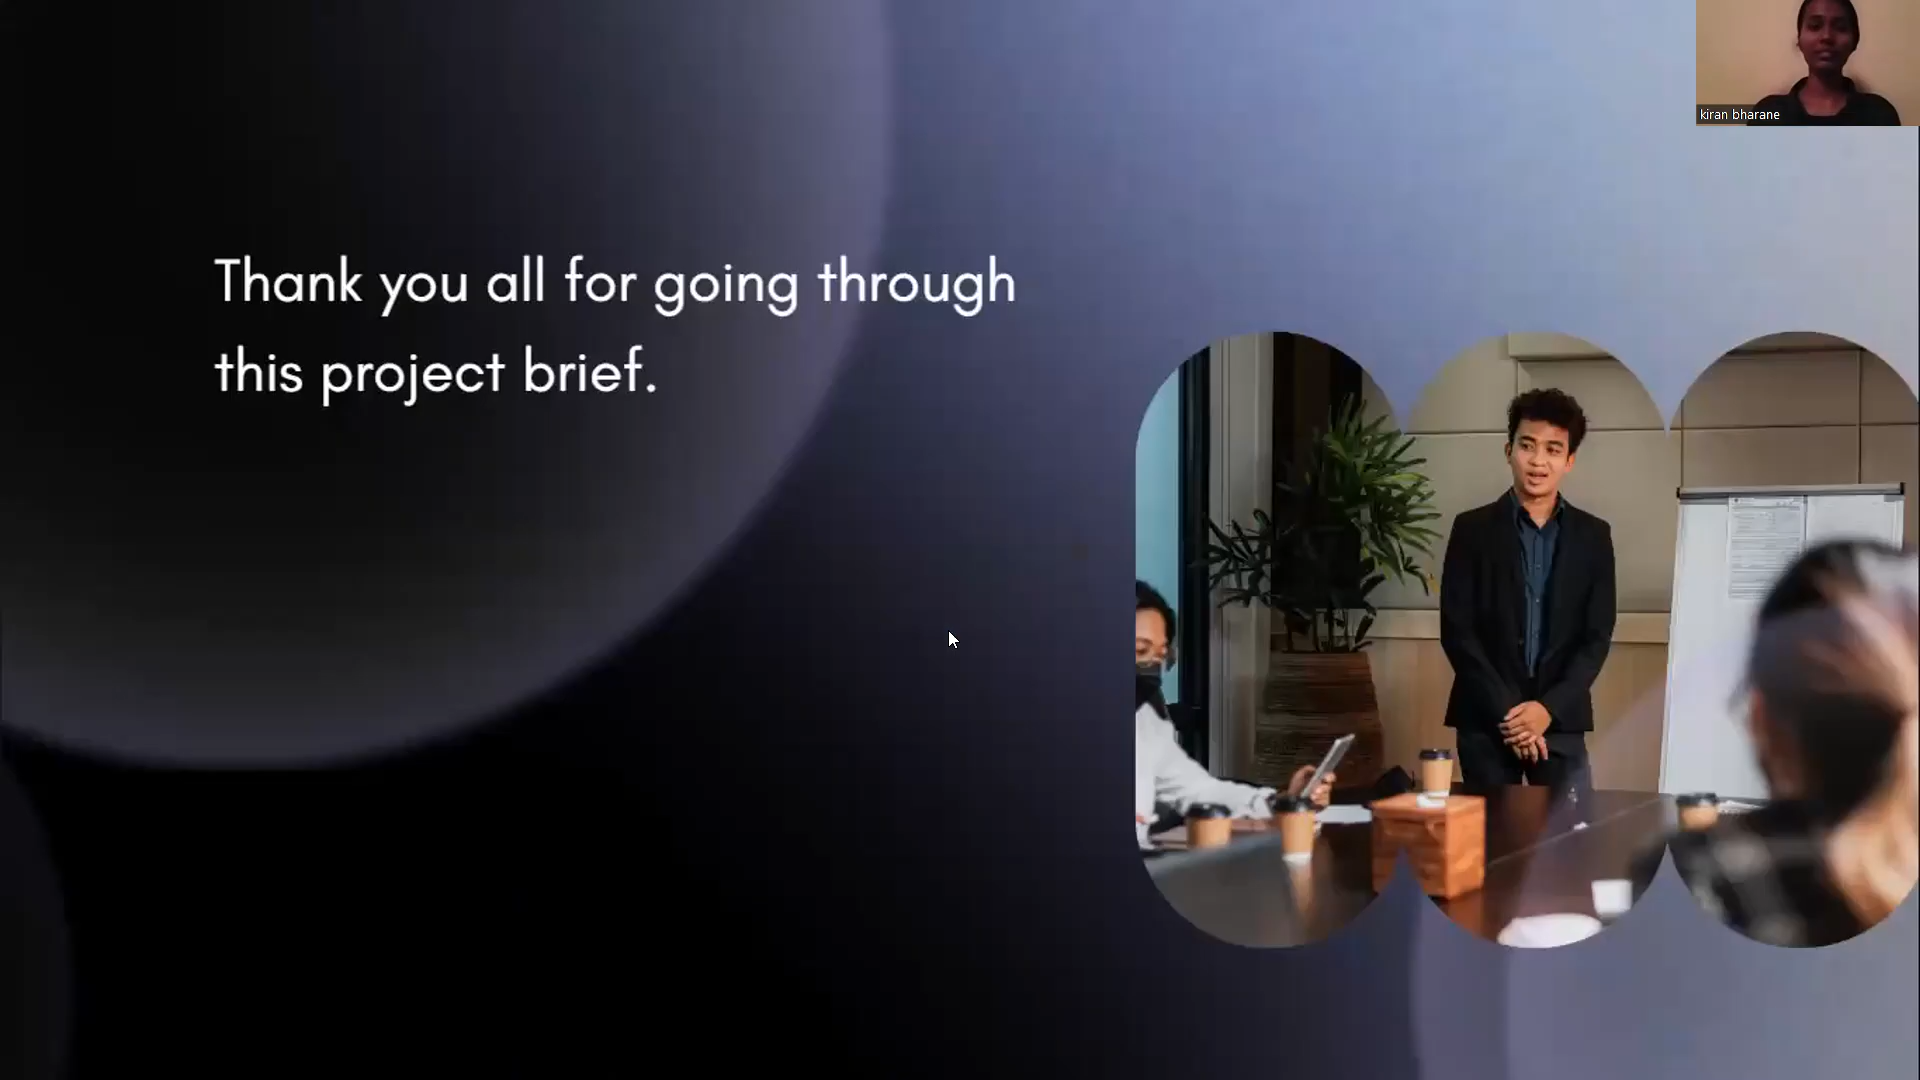 kiran bharane
Thank you all for going through
this project brief.